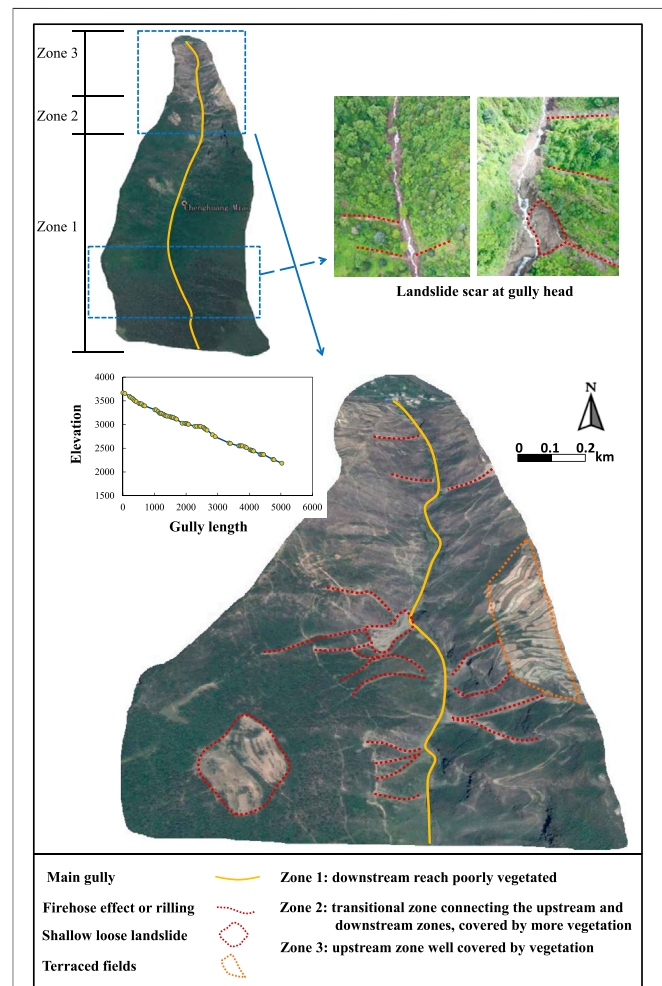 Zone 3
Zone 2
Zone 1
Chenghuang Miao
Landslide scar at gully head
4000
3500
3000
2500
2000
1500
Elevation
0 1000 2000 3000 4000 5000 6000
Gully length
N
0 0.1 0.2
km
Main gully
Firehose effect or rilling
Shallow loose landslide
Terraced fields
Zone 1: downstream reach poorly vegetated
Zone 2: transitional zone connecting the upstream and
downstream zones, covered by more vegetation
Zone 3: upstream zone well covered by vegetation